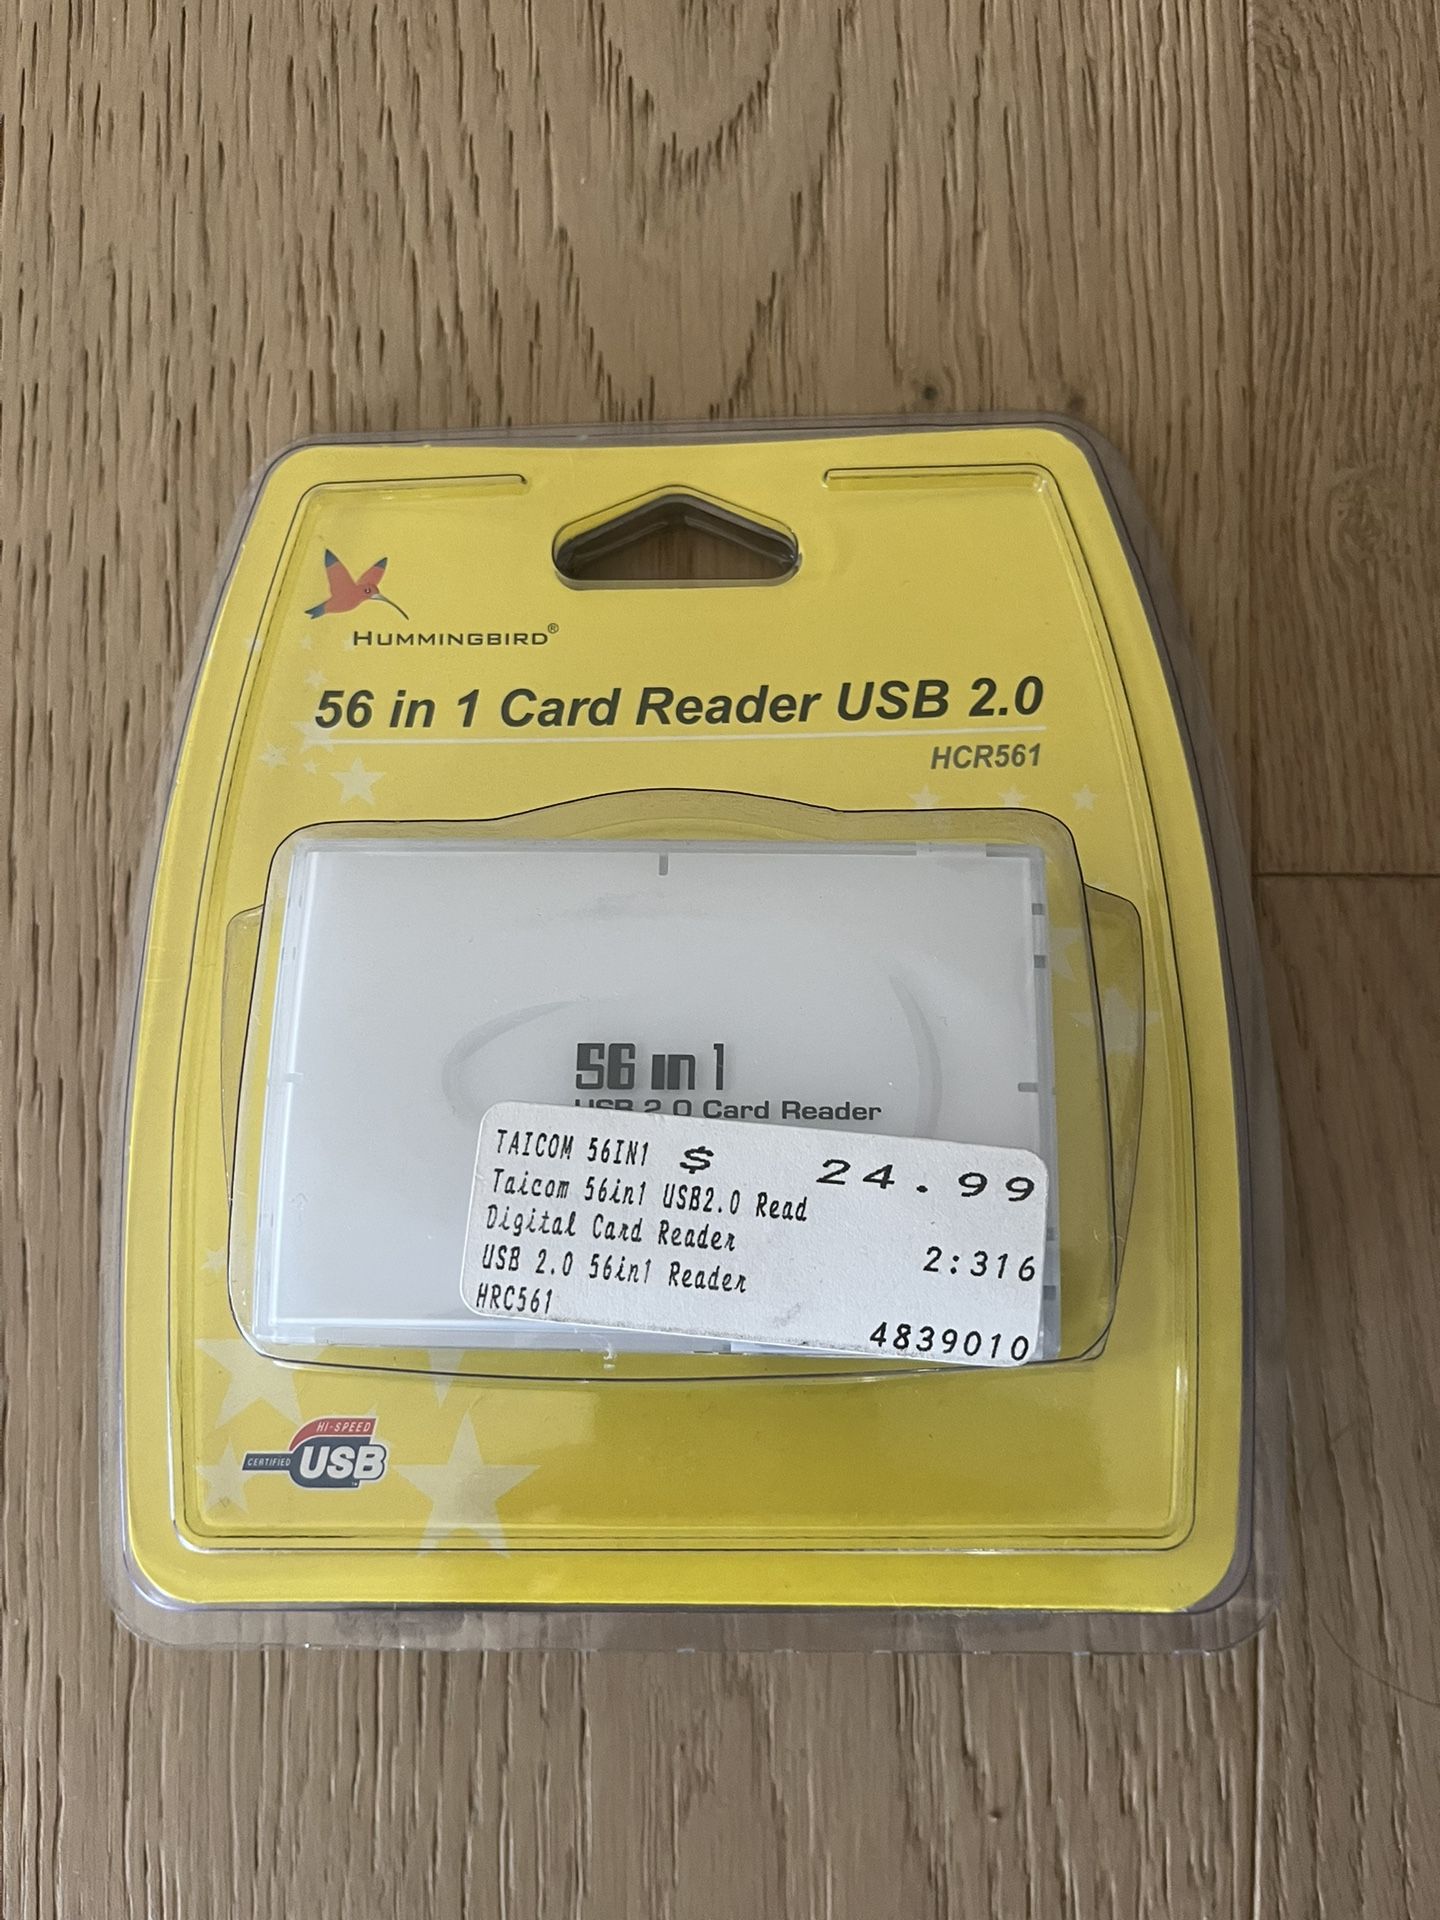 HUMMINGBIRD®
56 in 1 Card Reader USB 2.0
HCR561
56 in 1
USB 2.0 Card Reader
TAICOM 56IN1 $ 24.99
Taicom 56in1 USB2.0 Read
Digital Card Reader
USB 2.0 56in1 Reader 2:316
HRC561
4839010
HI-SPEED
CERTIFIED USB